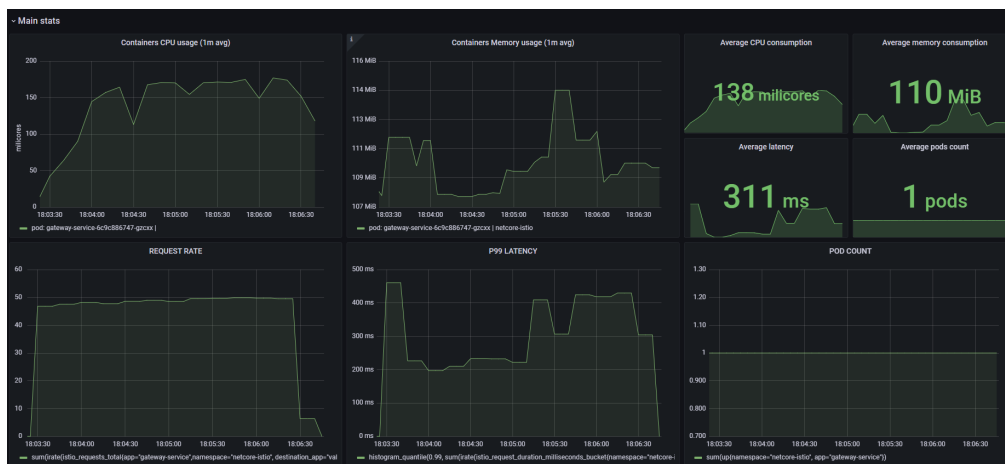 Main stats
Containers CPU usage (1m avg)
200
150
100
50
0
millcores
18:03:30 18:04:00 18:04:30 18:05:00 18:05:30 18:06:00 18:06:30
pod: gateway-service-6c9c886747-gzcxx |
i
Containers Memory usage (1m avg)
116 MiB
114 MiB
113 MiB
111 MiB
109 MiB
107 MiB
18:03:30 18:04:00 18:04:30 18:05:00 18:05:30 18:06:00 18:06:30
pod: gateway-service-6c9c886747-gzcxx | netcore-istio
Average CPU consumption
138 millcores
Average memory consumption
110 MiB
Average latency
311 ms
Average pods count
1 pods
REQUEST RATE
60
50
40
30
20
10
0
18:03:30 18:04:00 18:04:30 18:05:00 18:05:30 18:06:00 18:06:30
sum(irate(istio_requests_total{app="gateway-service",namespace="netcore-istio", destination_app="val
P99 LATENCY
500 ms
400 ms
300 ms
200 ms
100 ms
0 ms
18:03:30 18:04:00 18:04:30 18:05:00 18:05:30 18:06:00 18:06:30
histogram_quantile(0.99, sum(irate(istio_request_duration_milliseconds_bucket{namespace="netcore-i
POD COUNT
1.30
1.20
1.10
1
0.900
0.800
0.700
18:03:30 18:04:00 18:04:30 18:05:00 18:05:30 18:06:00 18:06:30
sum(up{namespace="netcore-istio", app="gateway-service"})